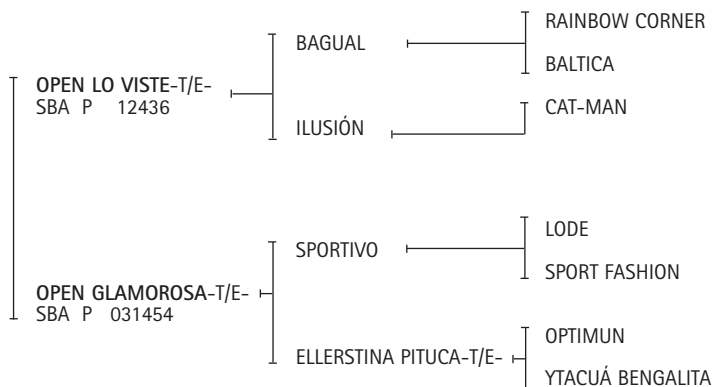 RAINBOW CORNER
BAGUAL
BALTICA
OPEN LO VISTE-T/E-
SBA P 12436
CAT-MAN
ILUSIÓN
LODE
SPORTIVO
SPORT FASHION
OPEN GLAMOROSA-T/E-
SBA P 031454
OPTIMUN
ELLERSTINA PITUCA-T/E-
YTACUÁ BENGALITA